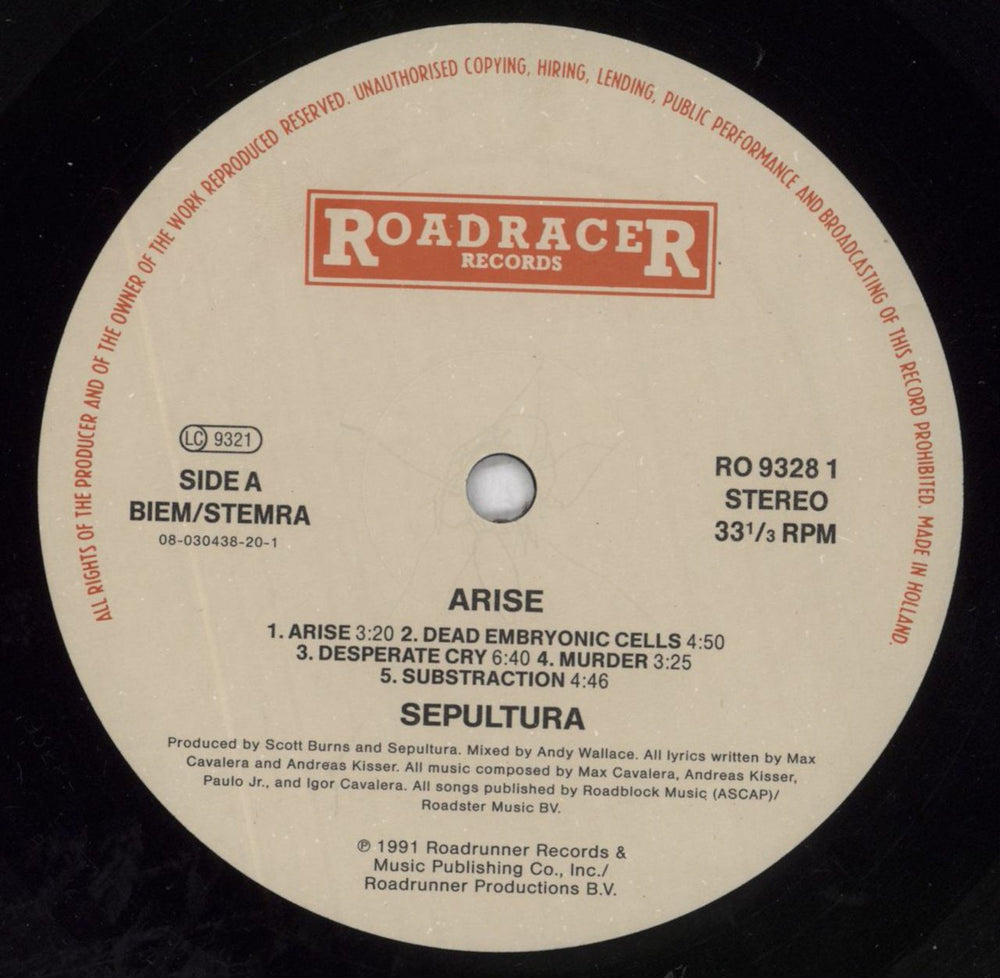 ALL RIGHTS OF THE PRODUCER AND OF THE OWNER OF THE WORK REPRODUCED RESERVED. UNAUTHORISED COPYING, HIRING, LENDING, PUBLIC PERFORMANCE AND BROADCASTING OF THIS RECORD PROHIBITED. MADE IN HOLLAND.
ROADRACER
RECORDS
LC 9321
SIDE A
BIEM/STEMRA
08-030438-20-1
RO 9328 1
STEREO
33¹/₃ RPM
ARISE
1. ARISE 3:20 2. DEAD EMBRYONIC CELLS 4:50
3. DESPERATE CRY 6:40 4. MURDER 3:25
5. SUBSTRACTION 4:46
SEPULTURA
Produced by Scott Burns and Sepultura. Mixed by Andy Wallace. All lyrics written by Max
Cavalera and Andreas Kisser. All music composed by Max Cavalera, Andreas Kisser,
Paulo Jr., and Igor Cavalera. All songs published by Roadblock Music (ASCAP)/
Roadster Music BV.
℗ 1991 Roadrunner Records &
Music Publishing Co., Inc./
Roadrunner Productions B.V.